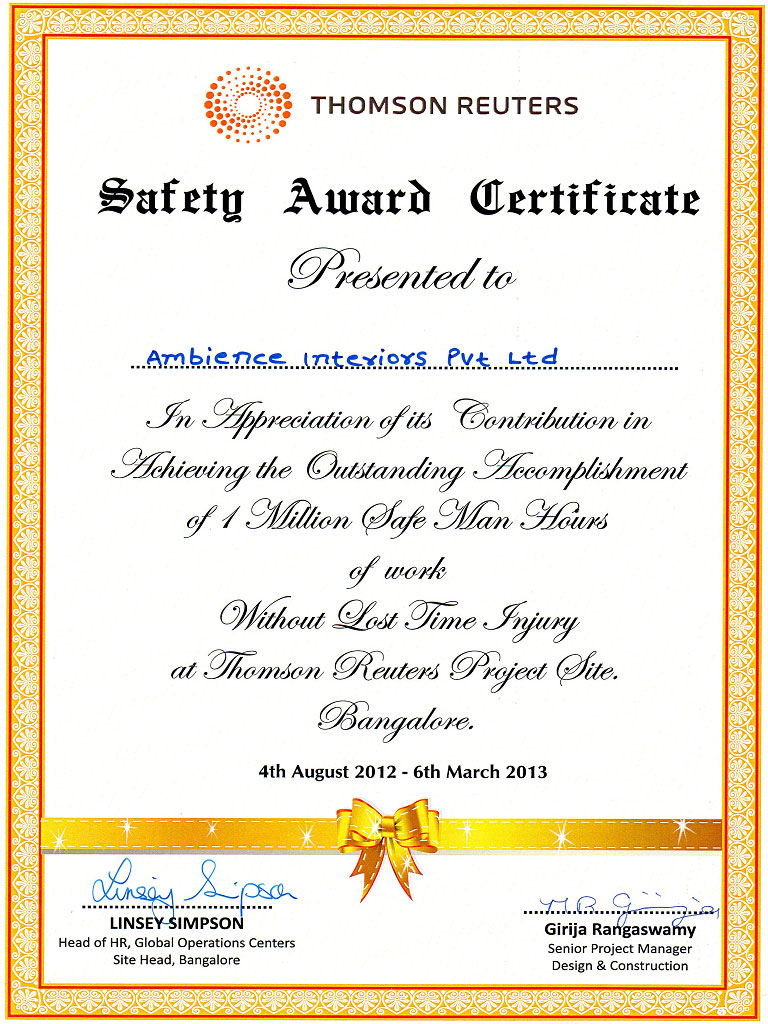 THOMSON REUTERS
Safety Award Certificate
Presented to
Ambience Interiors Pvt Ltd
In Appreciation of its Contribution in
Achieving the Outstanding Accomplishment
of 1 Million Safe Man Hours
of work
Without Lost Time Injury
at Thomson Reuters Project Site.
Bangalore.
4th August 2012 - 6th March 2013
Linsey Simpson
LINSEY SIMPSON
Head of HR, Global Operations Centers
Site Head, Bangalore
Girija Rangaswamy
Senior Project Manager
Design & Construction